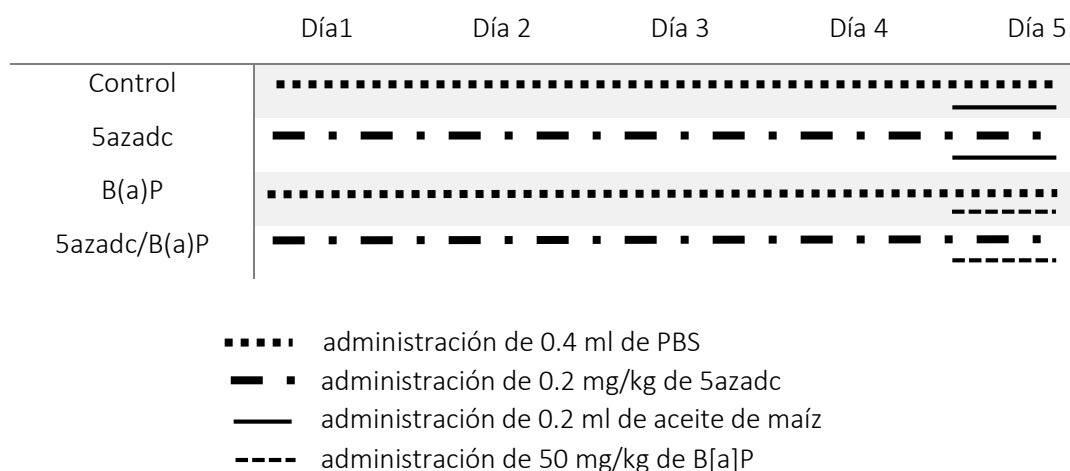 Día1 Día 2 Día 3 Día 4 Día 5
Control
5azadc
B(a)P
5azadc/B(a)P
administración de 0.4 ml de PBS
administración de 0.2 mg/kg de 5azadc
administración de 0.2 ml de aceite de maíz
administración de 50 mg/kg de B[a]P